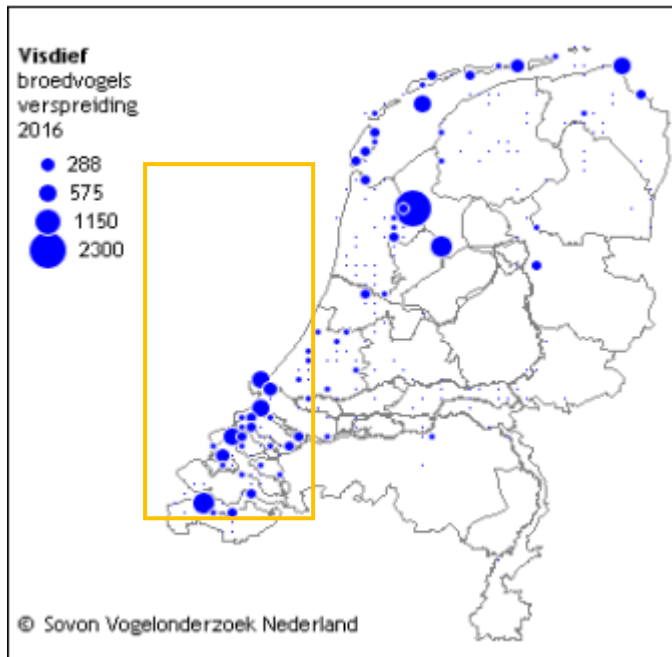 Visdief
broedvogels
verspreiding
2016
288
575
1150
2300
© Sovon Vogelonderzoek Nederland